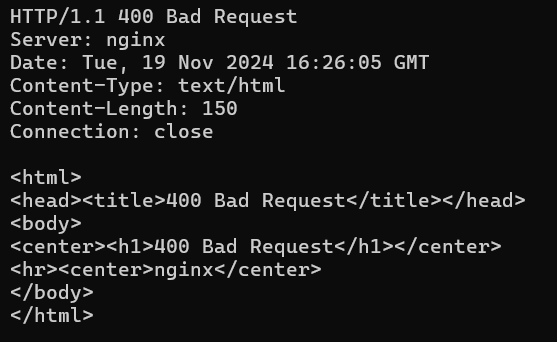 HTTP/1.1 400 Bad Request
Server: nginx
Date: Tue, 19 Nov 2024 16:26:05 GMT
Content-Type: text/html
Content-Length: 150
Connection: close

<html>
<head><title>400 Bad Request</title></head>
<body>
<center><h1>400 Bad Request</h1></center>
<hr><center>nginx</center>
</body>
</html>